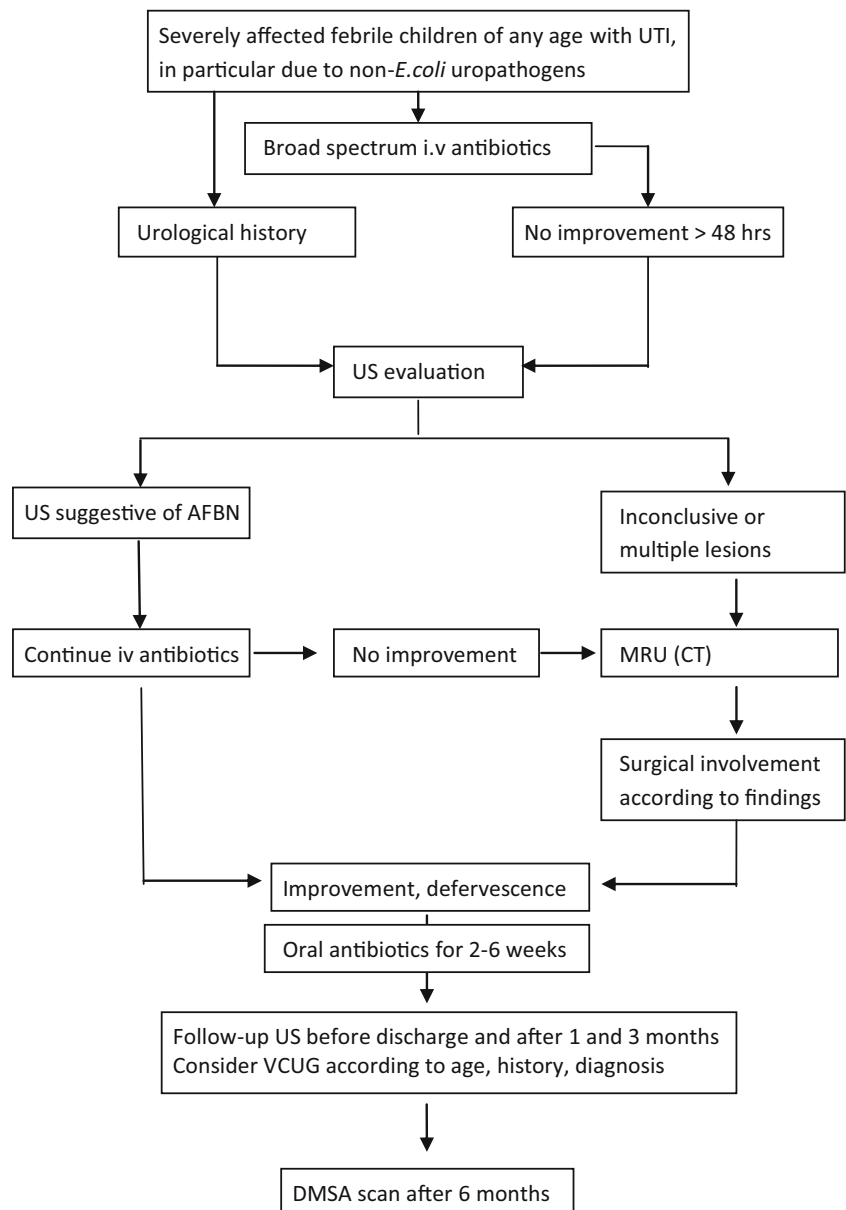 Severely affected febrile children of any age with UTI,
in particular due to non-E.coli uropathogens
Broad spectrum i.v antibiotics
Urological history
No improvement > 48 hrs
US evaluation
US suggestive of AFBN
Inconclusive or
multiple lesions
Continue iv antibiotics
No improvement
MRU (CT)
Surgical involvement
according to findings
Improvement, defervescence
Oral antibiotics for 2-6 weeks
Follow-up US before discharge and after 1 and 3 months
Consider VCUG according to age, history, diagnosis
DMSA scan after 6 months